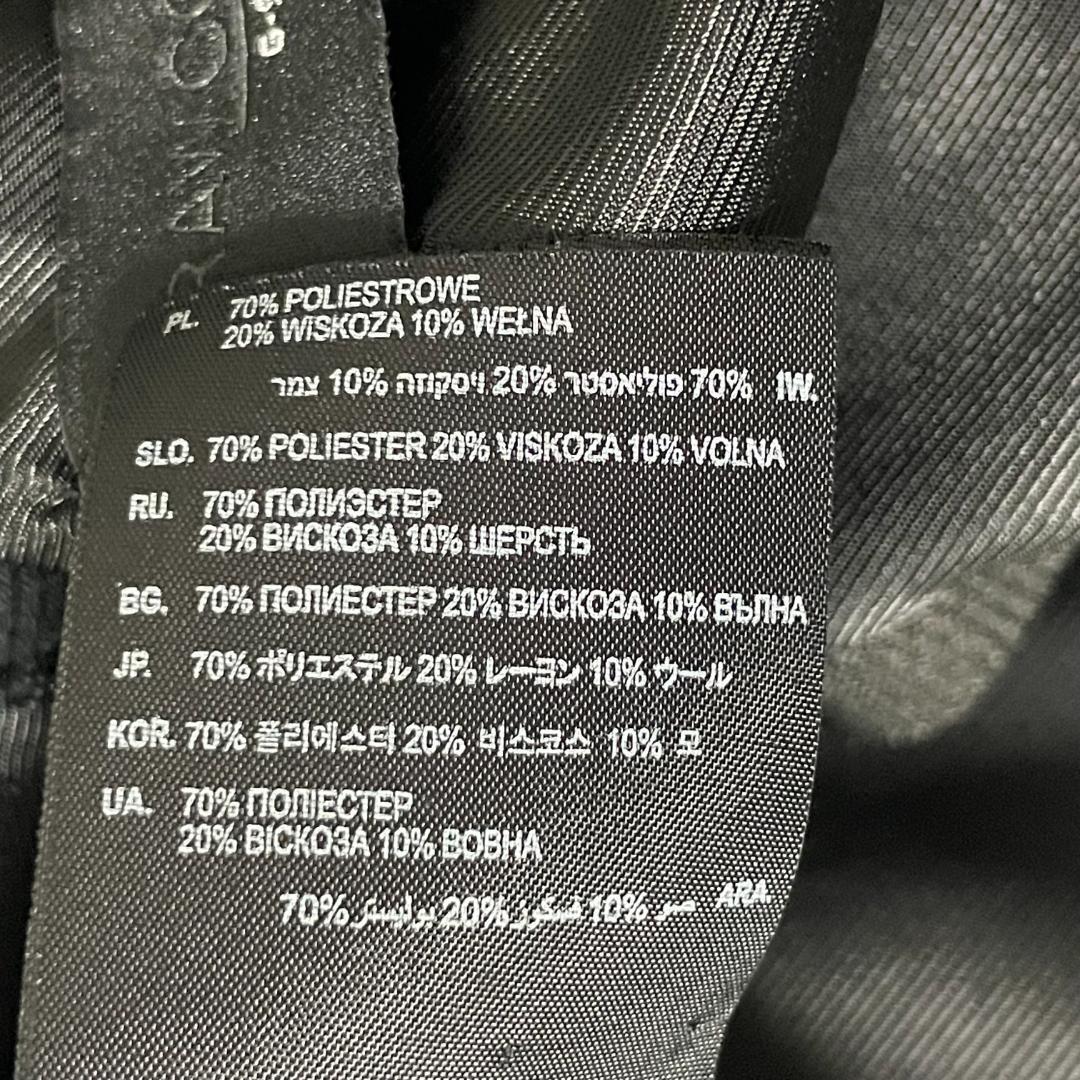 PL. 70% POLIESTROWE
20% WISKOZA 10% WEŁNA
IW. 70% פוליאסטר 20% ויסקוזה 10% צמר
SLO. 70% POLIESTER 20% VISKOZA 10% VOLNA
RU. 70% ПОЛИЭСТЕР
20% ВИСКОЗА 10% ШЕРСТЬ
BG. 70% ПОЛИЕСТЕР 20% ВИСКОЗА 10% ВЪЛНА
JP. 70% ポリエステル 20% レーヨン 10% ウール
KOR. 70% 폴리에스터 20% 비스코스 10% 모
UA. 70% ПОЛІЕСТЕР
20% ВІСКОЗА 10% ВОВНА
ARA. 10% 20% 70%